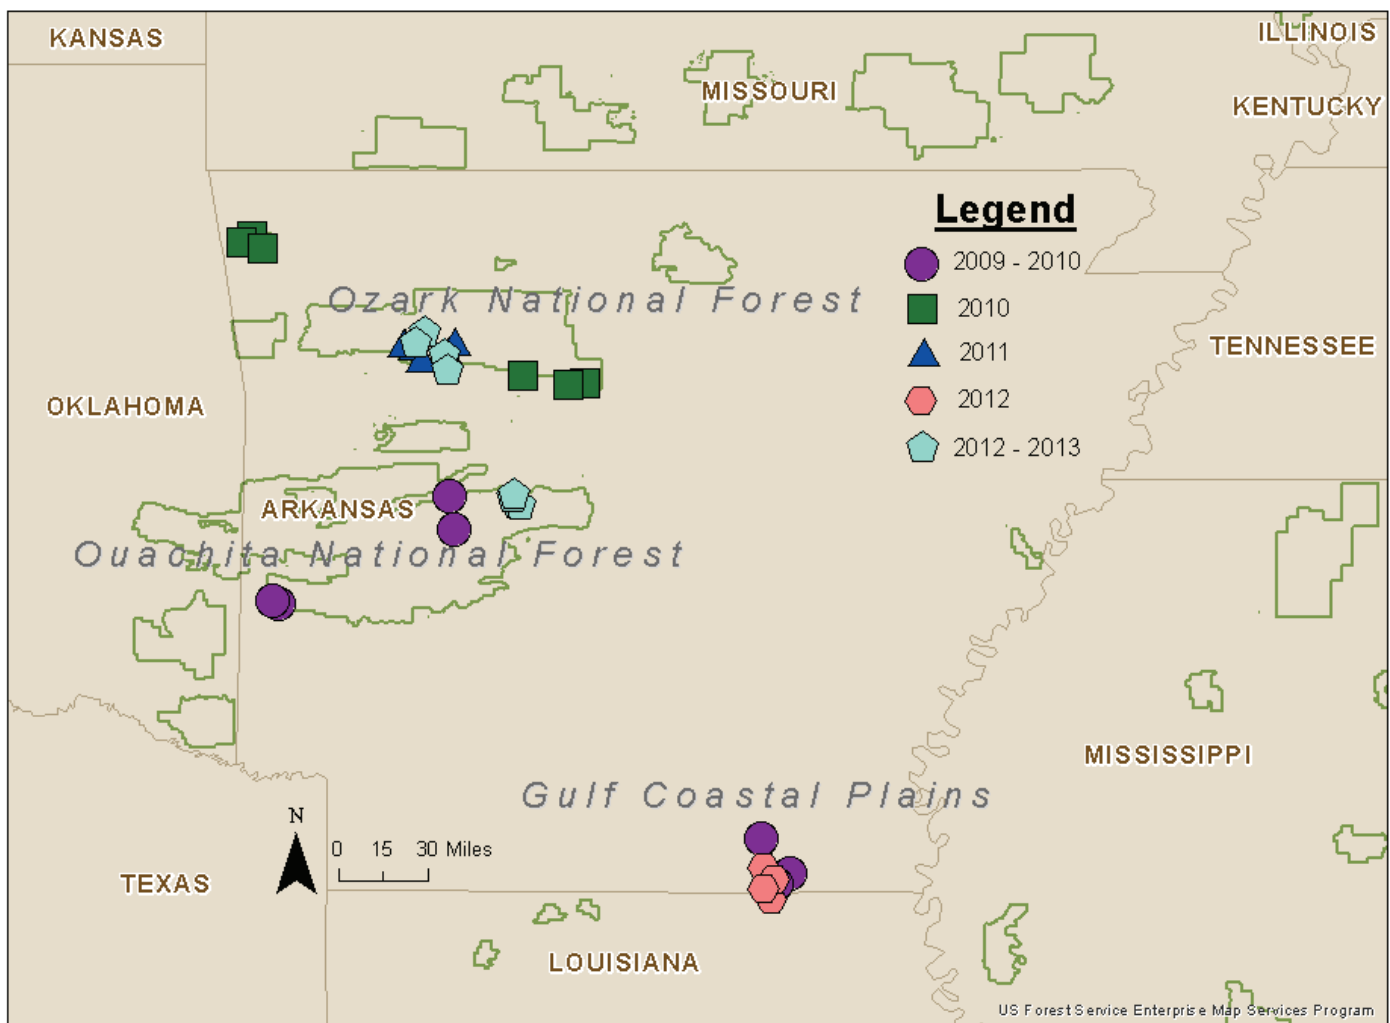 KANSAS
ILLINOIS
MISSOURI
KENTUCKY
Legend
2009 - 2010
Ozark National Forest
2010
TENNESSEE
2011
OKLAHOMA
2012
2012 - 2013
ARKANSAS
Ouachita National Forest
MISSISSIPPI
Gulf Coastal Plains
N
0 15 30 Miles
TEXAS
LOUISIANA
US Forest Service Enterprise Map Services Program